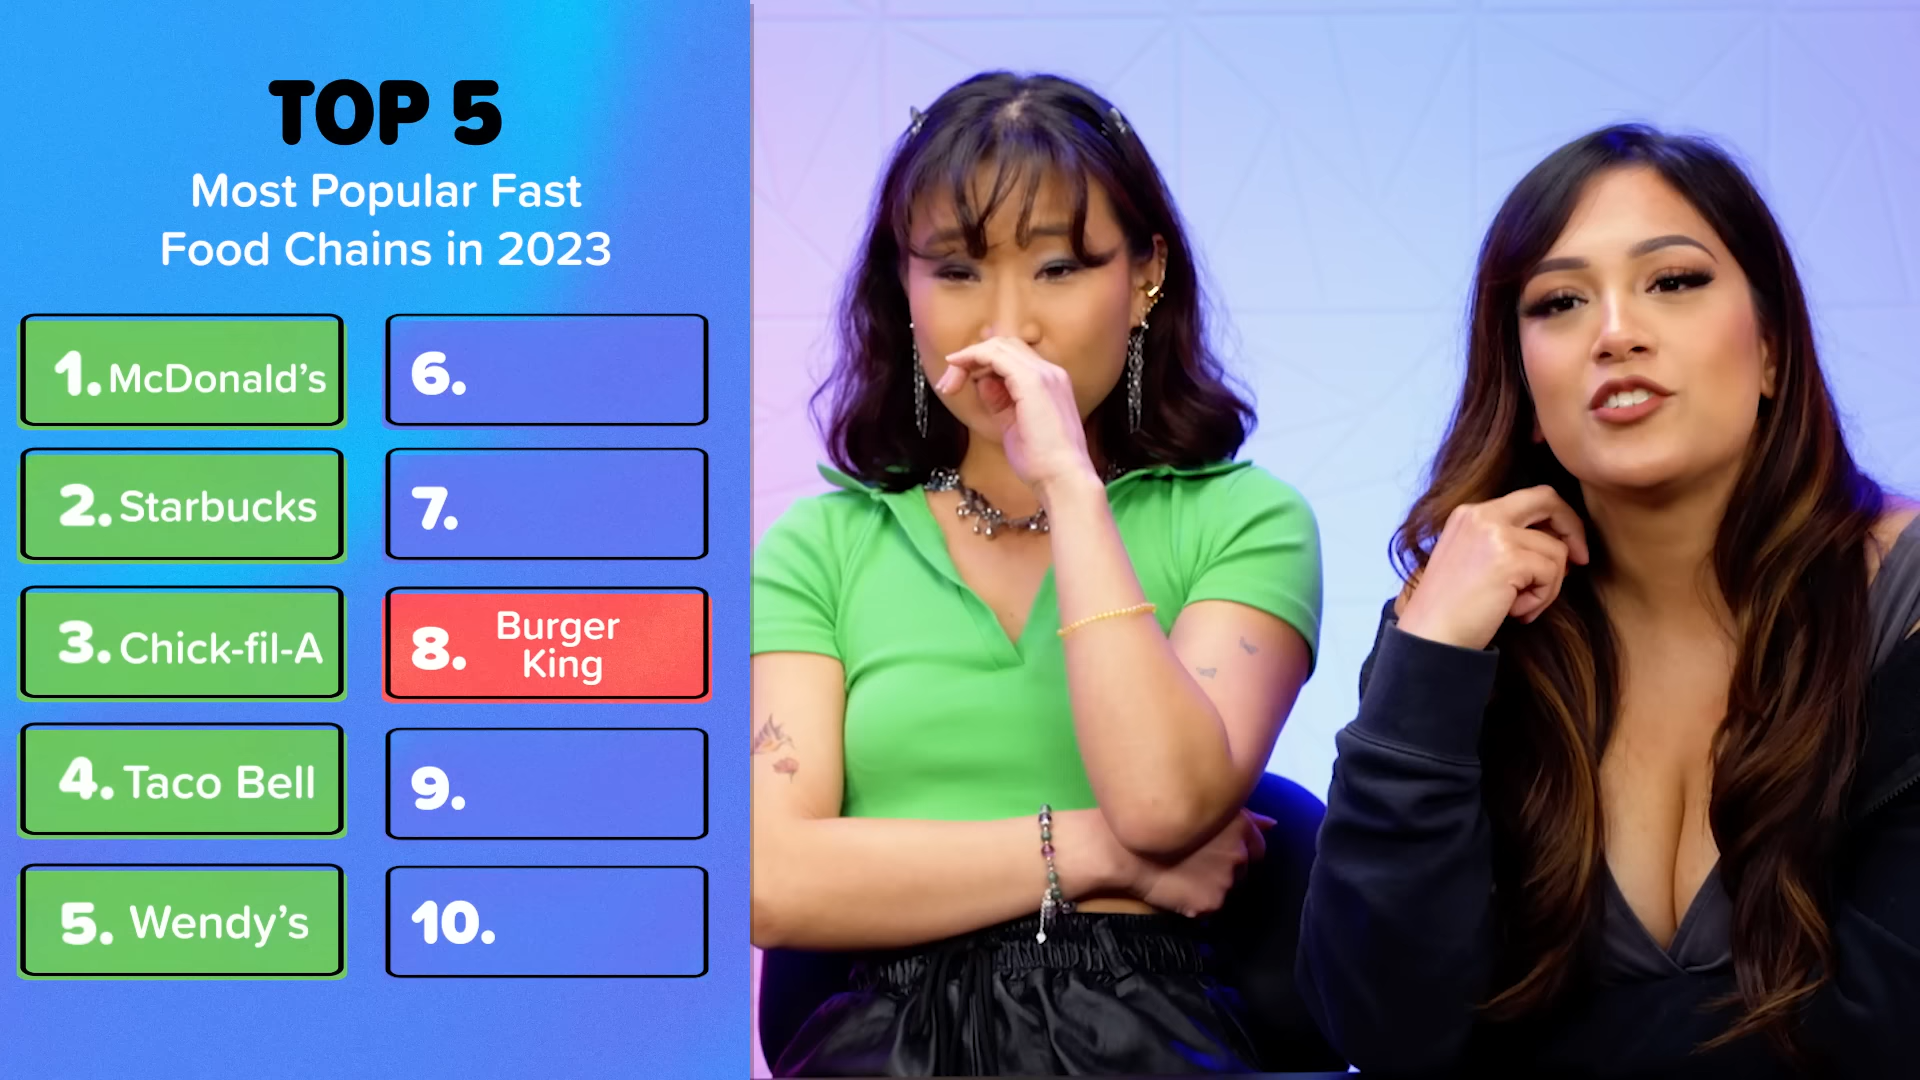 TOP 5
Most Popular Fast
Food Chains in 2023
1. McDonald's
2. Starbucks
3. Chick-fil-A
4. Taco Bell
5. Wendy's
6.
7.
8. Burger
King
9.
10.